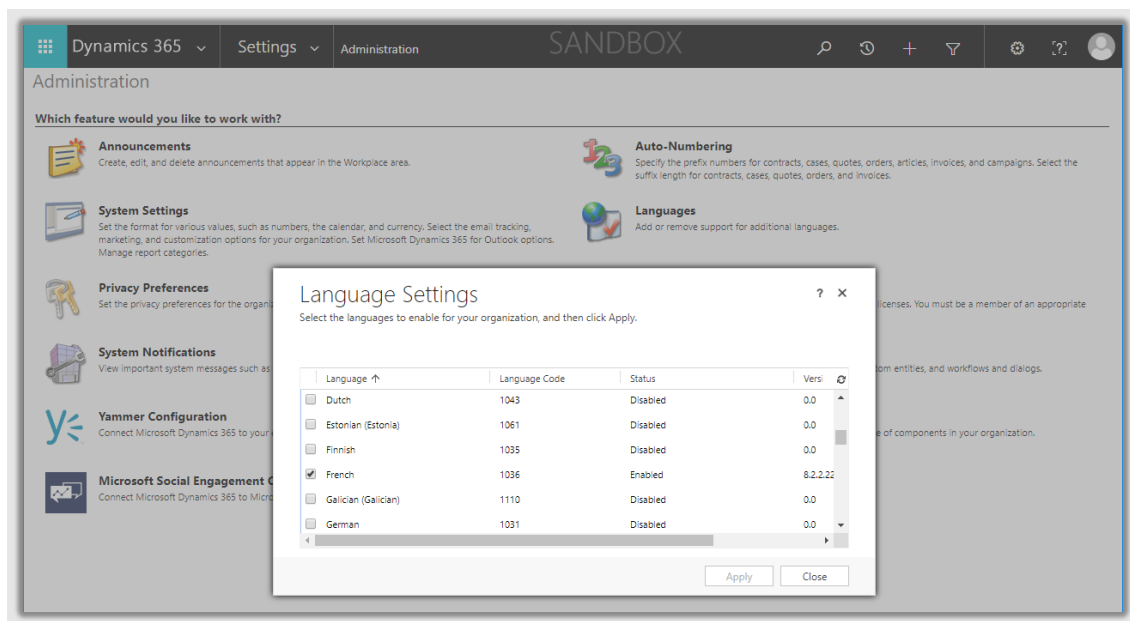 Dynamics 365
Settings
Administration
SANDBOX
Administration
Which feature would you like to work with?
Announcements
Create, edit, and delete announcements that appear in the Workplace area.
Auto-Numbering
Specify the prefix numbers for contracts, cases, quotes, orders, articles, invoices, and campaigns. Select the
suffix length for contracts, cases, quotes, orders, and invoices.
System Settings
Set the format for various values, such as numbers, the calendar, and currency. Select the email tracking,
marketing, and customization options for your organization. Set Microsoft Dynamics 365 for Outlook options.
Manage report categories.
Languages
Add or remove support for additional languages.
Privacy Preferences
Set the privacy preferences for the
licenses. You must be a member of an appropriate
System Notifications
View important system messages such as
and workflows and dialogs.
Yammer Configuration
Connect Microsoft Dynamics 365 to your
of components in your organization.
Microsoft Social Engagement
Connect Microsoft Dynamics 365 to
Language Settings
? ×
Select the languages to enable for your organization, and then click Apply.
Language ↑ Language Code Status Versi
Dutch 1043 Disabled 0.0
Estonian (Estonia) 1061 Disabled 0.0
Finnish 1035 Disabled 0.0
French 1036 Enabled 8.2.2.22
Galician (Galician) 1110 Disabled 0.0
German 1031 Disabled 0.0
Apply Close